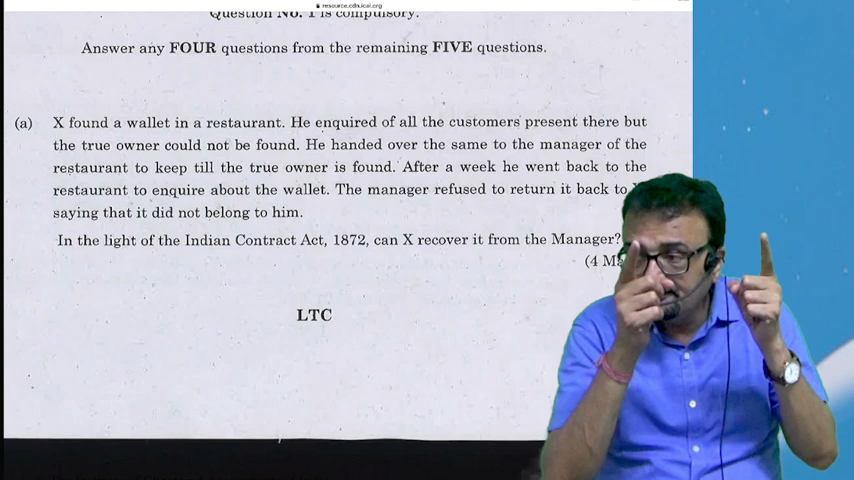 resource.cdn.icai.org
Question No. 1 is compulsory.
Answer any FOUR questions from the remaining FIVE questions.
(a) X found a wallet in a restaurant. He enquired of all the customers present there but
the true owner could not be found. He handed over the same to the manager of the
restaurant to keep till the true owner is found. After a week he went back to the
restaurant to enquire about the wallet. The manager refused to return it back to
saying that it did not belong to him.
In the light of the Indian Contract Act, 1872, can X recover it from the Manager?
(4
LTC